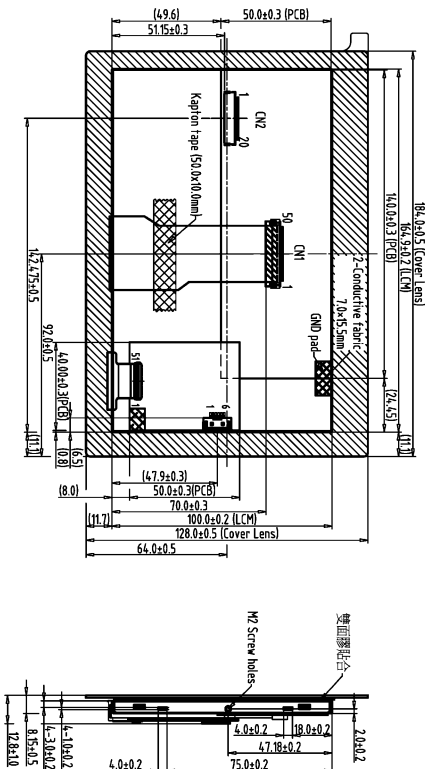 (49.6)
50.0±0.3 (PCB)
51.15±0.3
184.0±0.5 (Cover Lens)
164.9±0.2 (LCM)
140.0±0.3 (PCB)
(24.45)
(11.1)
1
20
CN2
Kapton tape (50.0x10.0mm)
50
1
CN1
2-Conductive fabric
7.0×15.5mm
GND pad
51
1
6
1
142.475±0.5
92.0±0.5
40.00±0.3(PCB)
(11.1)
(6.5)
(0.8)
(47.9±0.3)
(8.0)
50.0±0.3(PCB)
70.0±0.3
(11.7)
100.0±0.2 (LCM)
128.0±0.5 (Cover Lens)
64.0±0.5
雙面膠貼合
M2 Screw holes
2.0±0.2
4.0±0.2
18.0±0.2
47.18±0.2
75.0±0.2
4.0±0.2
4-1.0±0.2
4-3.0±0.2
8.15±0.5
12.8±1.0